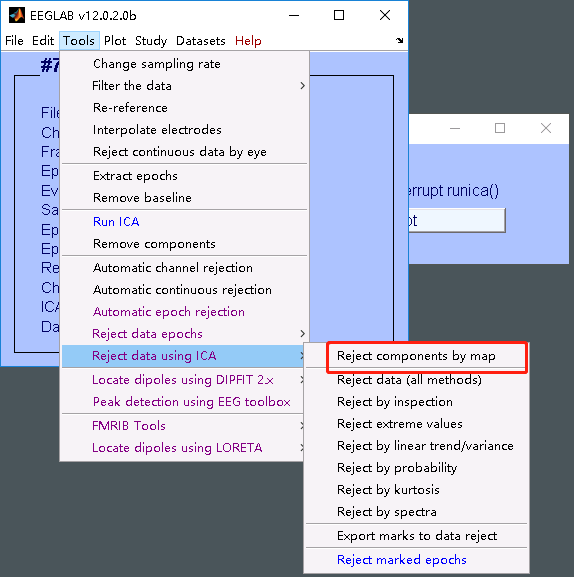 EEGLAB v12.0.2.0b
File Edit Tools Plot Study Datasets Help
#7
Change sampling rate
Filter the data
Re-reference
Interpolate electrodes
Reject continuous data by eye
Extract epochs
Remove baseline
Run ICA
Remove components
Automatic channel rejection
Automatic continuous rejection
Automatic epoch rejection
Reject data epochs
Reject data using ICA
Locate dipoles using DIPFIT 2.x
Peak detection using EEG toolbox
FMRIB Tools
Locate dipoles using LORETA
File
Ch
Fra
Ep
Ev
Sa
Ep
Ep
Re
Ch
ICA
Da
errupt runica()
pt
Reject components by map
Reject data (all methods)
Reject by inspection
Reject extreme values
Reject by linear trend/variance
Reject by probability
Reject by kurtosis
Reject by spectra
Export marks to data reject
Reject marked epochs